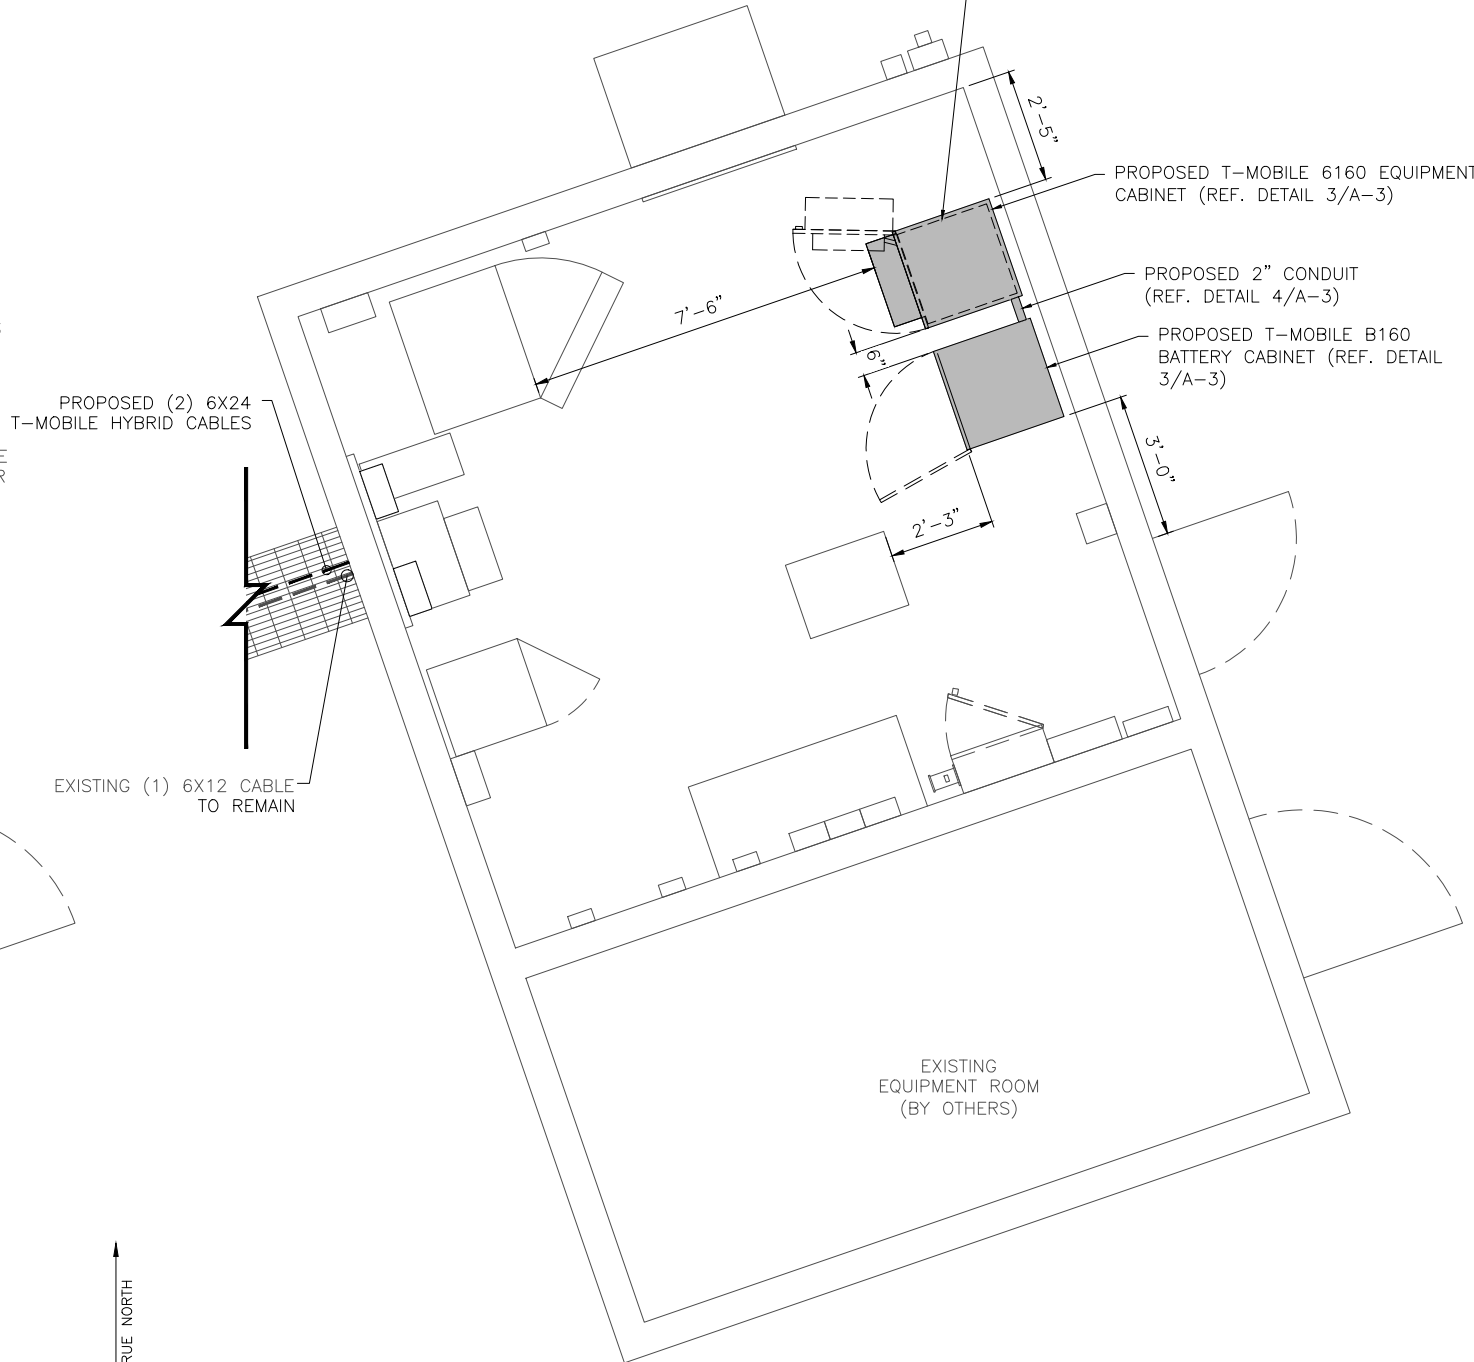 2'-5"
PROPOSED T-MOBILE 6160 EQUIPMENT
CABINET (REF. DETAIL 3/A-3)
PROPOSED 2" CONDUIT
(REF. DETAIL 4/A-3)
PROPOSED T-MOBILE B160
BATTERY CABINET (REF. DETAIL
3/A-3)
7'-6"
6"
3'-0"
2'-3"
PROPOSED (2) 6X24
T-MOBILE HYBRID CABLES
EXISTING (1) 6X12 CABLE
TO REMAIN
EXISTING
EQUIPMENT ROOM
(BY OTHERS)
RUE NORTH